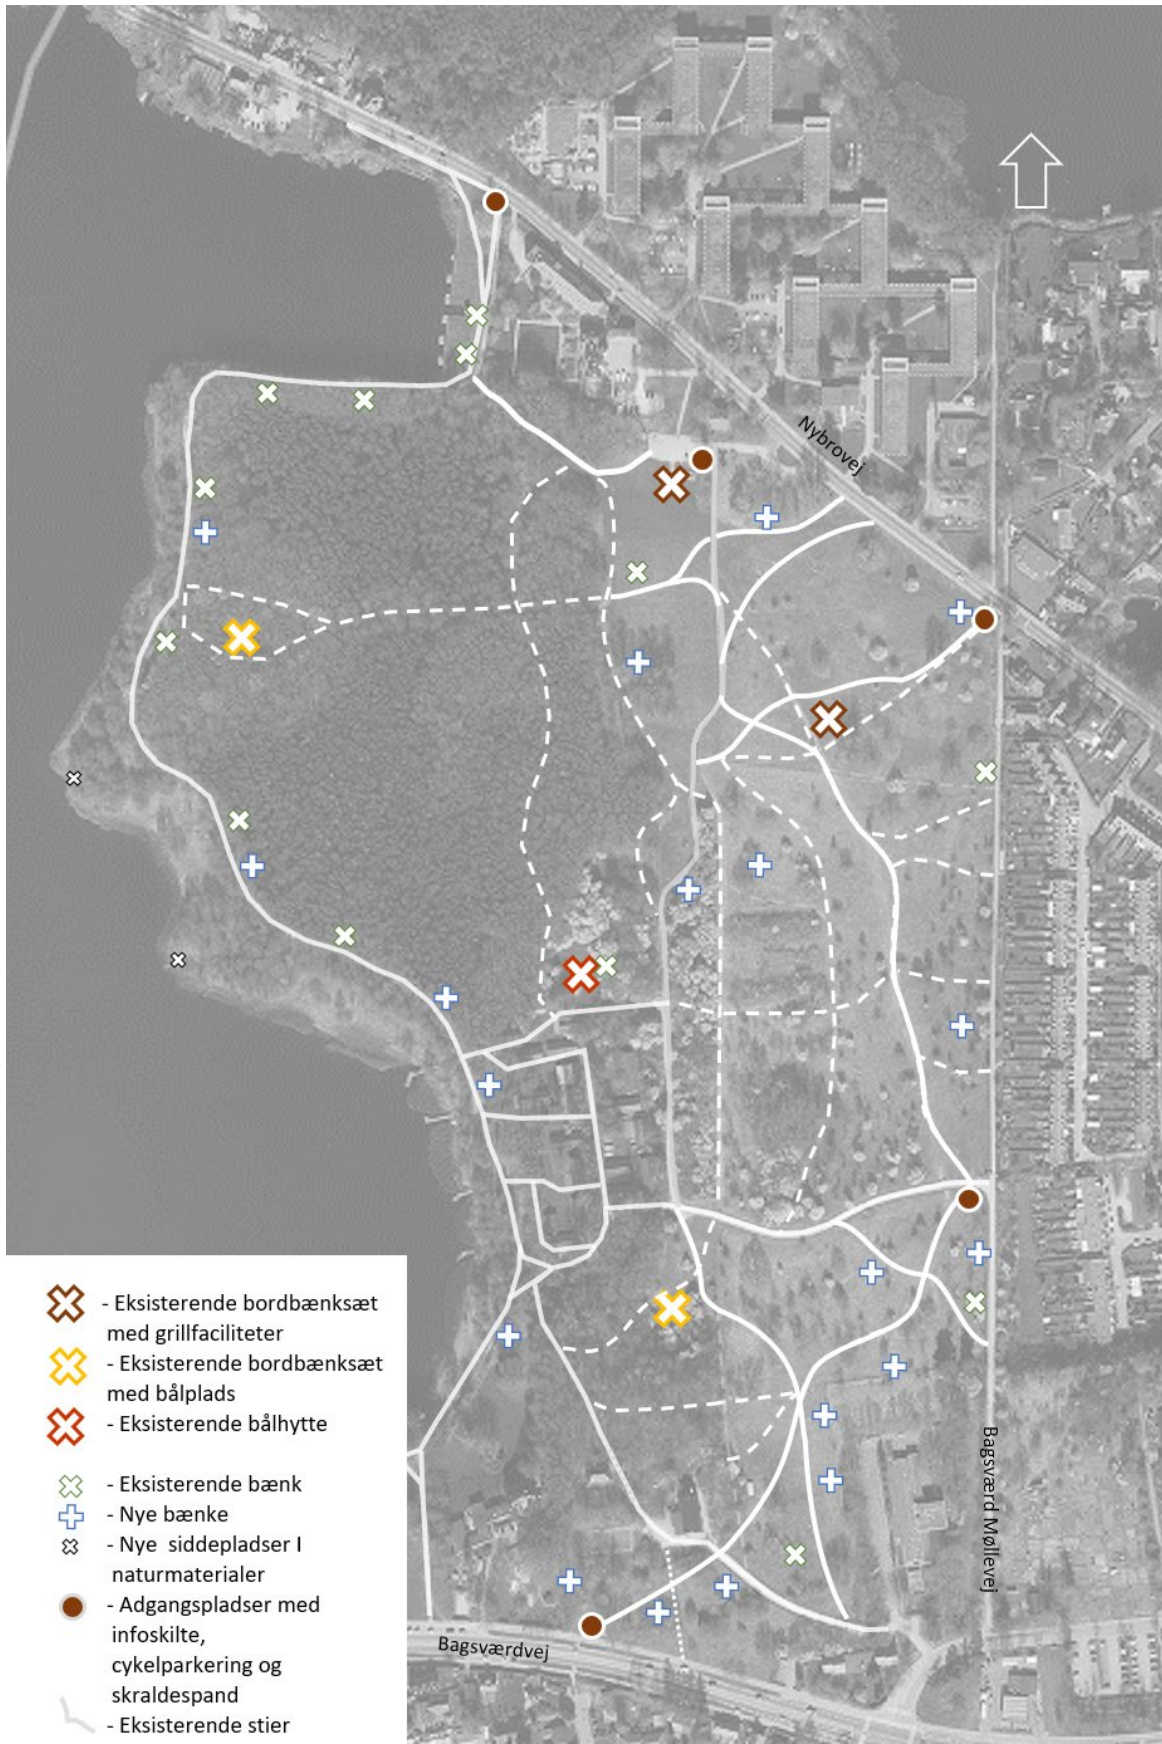 Nybrovej
Bagsværd Møllevej
Bagsværdvej
- Eksisterende bordbænksæt
med grillfaciliteter
- Eksisterende bordbænksæt
med bålplads
- Eksisterende bålhytte
- Eksisterende bænk
- Nye bænke
- Nye siddepladser I
naturmaterialer
- Adgangspladser med
infoskilte,
cykelparkering og
skraldespand
- Eksisterende stier